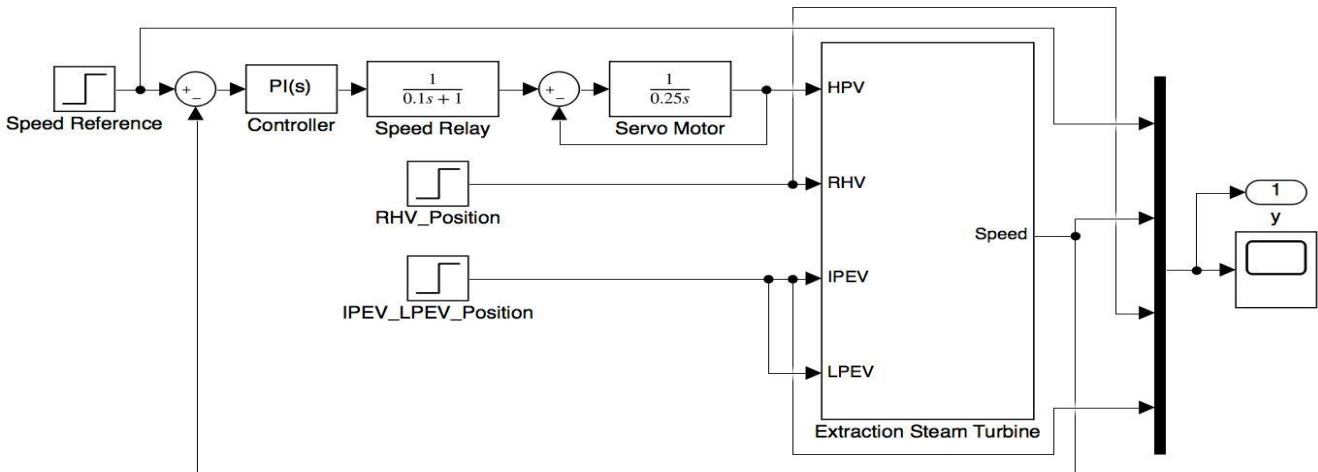 Speed Reference
+
−
PI(s)
Controller
1
0.1s + 1
Speed Relay
+
−
1
0.25s
Servo Motor
RHV_Position
IPEV_LPEV_Position
HPV
RHV
IPEV
LPEV
Speed
Extraction Steam Turbine
1
y